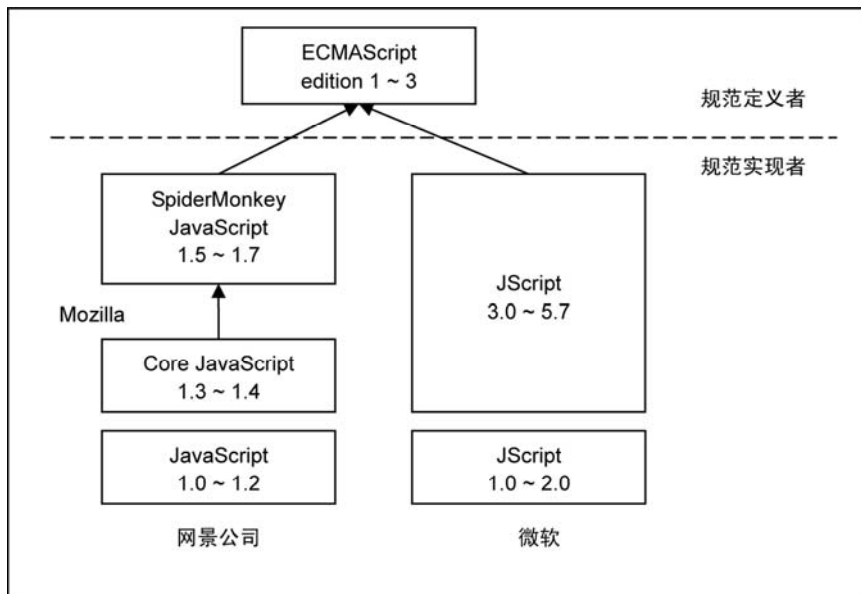 ECMAScript
edition 1 ~ 3
规范定义者
规范实现者
SpiderMonkey
JavaScript
1.5 ~ 1.7
JScript
3.0 ~ 5.7
Mozilla
Core JavaScript
1.3 ~ 1.4
JavaScript
1.0 ~ 1.2
JScript
1.0 ~ 2.0
网景公司
微软